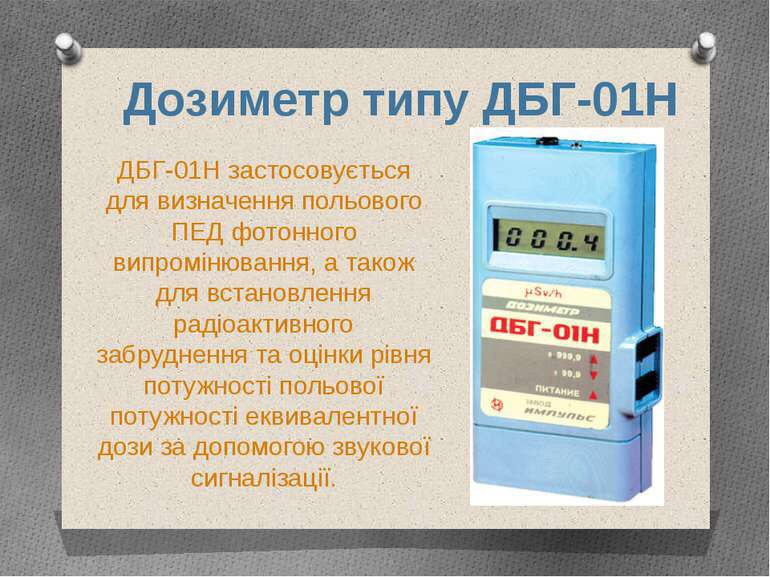 Дозиметр типу ДБГ-01Н
ДБГ-01Н застосовується
для визначення польового
ПЕД фотонного
випромінювання, а також
для встановлення
радіоактивного
забруднення та оцінки рівня
потужності польової
потужності еквивалентної
дози за допомогою звукової
сигналізації.
000.4
μSv/h
ДОЗИМЕТР
ДБГ-01Н
999,9 ▲
99,9 ▼
ПИТАНИЕ ▲
ЗАВОД
ИМПУЛЬС